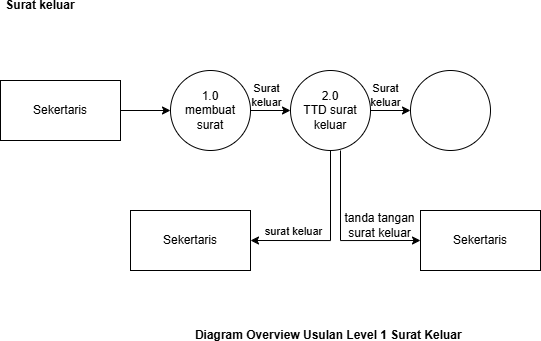 Surat keluar
Sekertaris
1.0
membuat
surat
Surat
keluar
2.0
TTD surat
keluar
Surat
keluar
Sekertaris
surat keluar
tanda tangan
surat keluar
Sekertaris
Diagram Overview Usulan Level 1 Surat Keluar